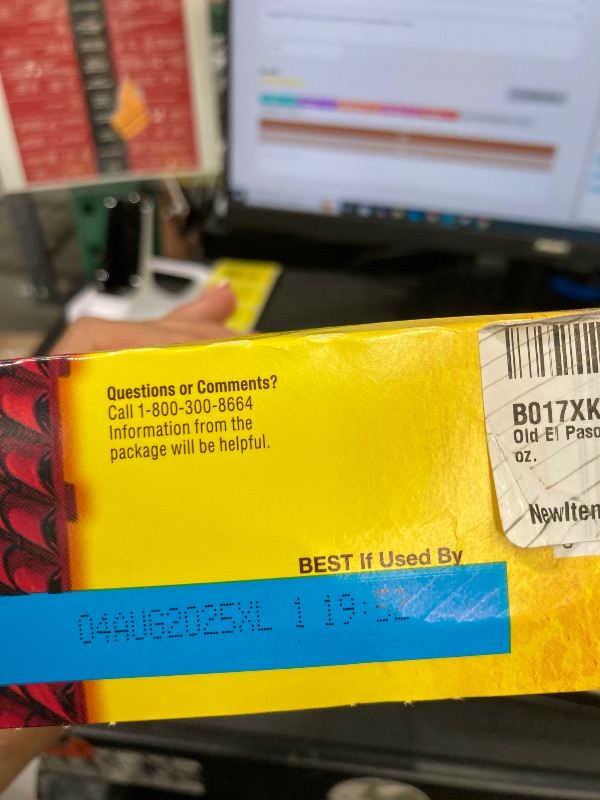 Questions or Comments?
Call 1-800-300-8664
Information from the
package will be helpful.
B017XK
Old El Paso
oz.
NewItem
BEST If Used By
04AUG2025XL 1 19:52